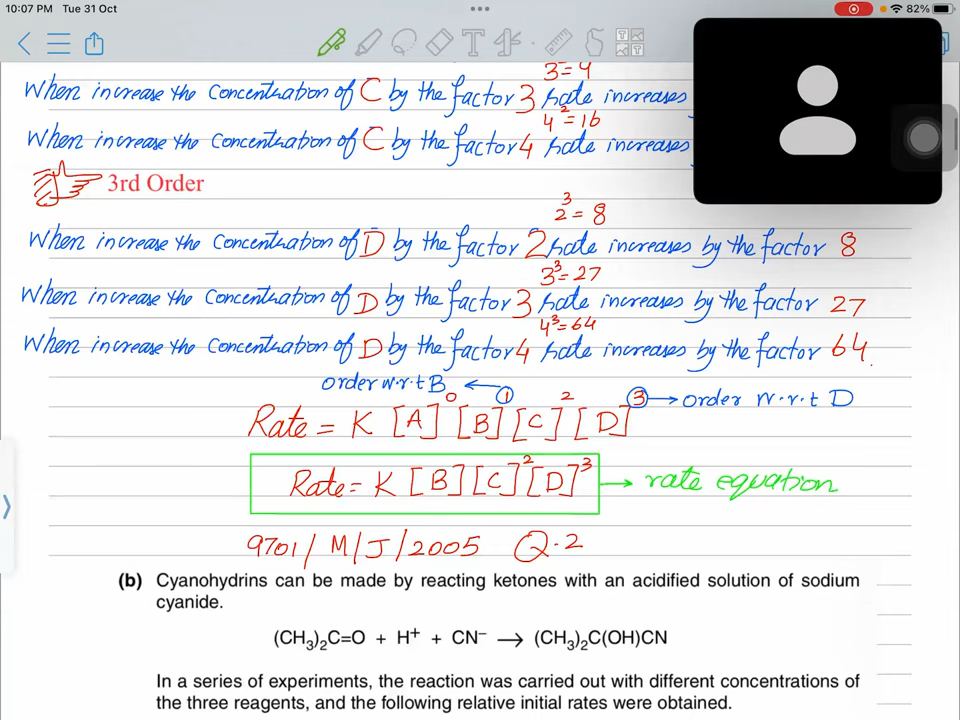 10:07 PM Tue 31 Oct
82%
3 = 9
When increase the Concentration of C by the factor 3 rate increases
4² = 16
When increase the Concentration of C by the factor 4 rate increases
3rd Order
2³ = 8
When increase the Concentration of D by the factor 2 rate increases by the factor 8
3³ = 27
When increase the Concentration of D by the factor 3 rate increases by the factor 27
4³ = 64
When increase the Concentration of D by the factor 4 rate increases by the factor 64.
order w.r.t B ← ① ③ → order w.r.t D
Rate = K [A]⁰ [B] [C]² [D]
Rate = K [B] [C]² [D]³ → rate equation
9701 / M/J / 2005 Q.2
(b) Cyanohydrins can be made by reacting ketones with an acidified solution of sodium
cyanide.
(CH₃)₂C=O + H⁺ + CN⁻ → (CH₃)₂C(OH)CN
In a series of experiments, the reaction was carried out with different concentrations of
the three reagents, and the following relative initial rates were obtained.